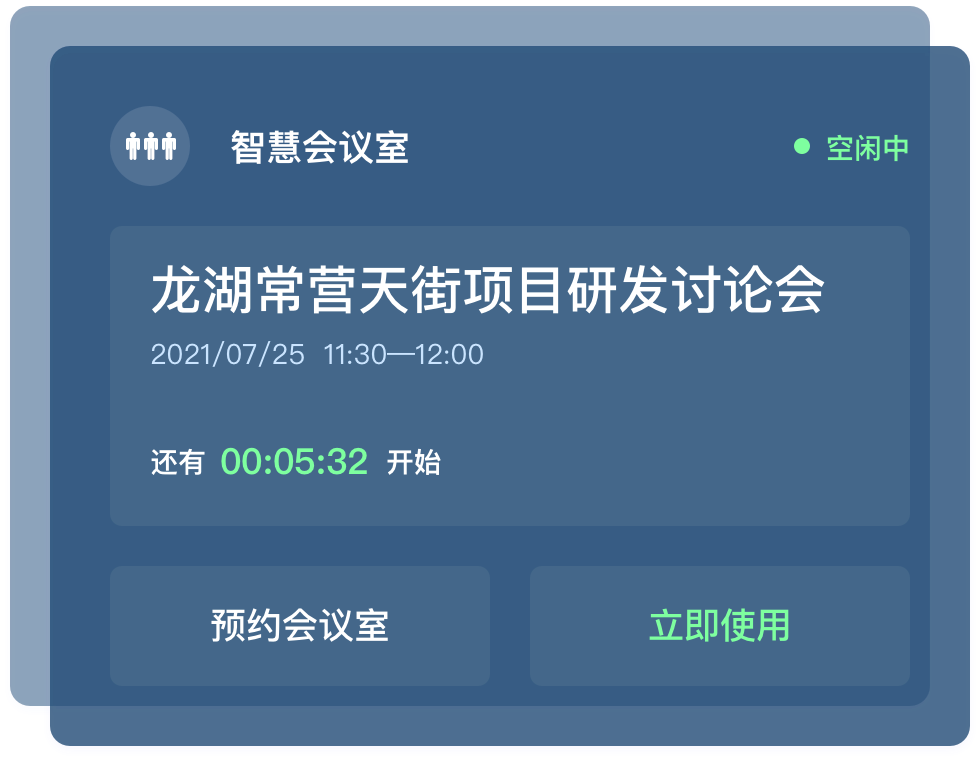 智慧会议室
空闲中
龙湖常营天街项目研发讨论会
2021/07/25 11:30—12:00
还有 00:05:32 开始
预约会议室
立即使用